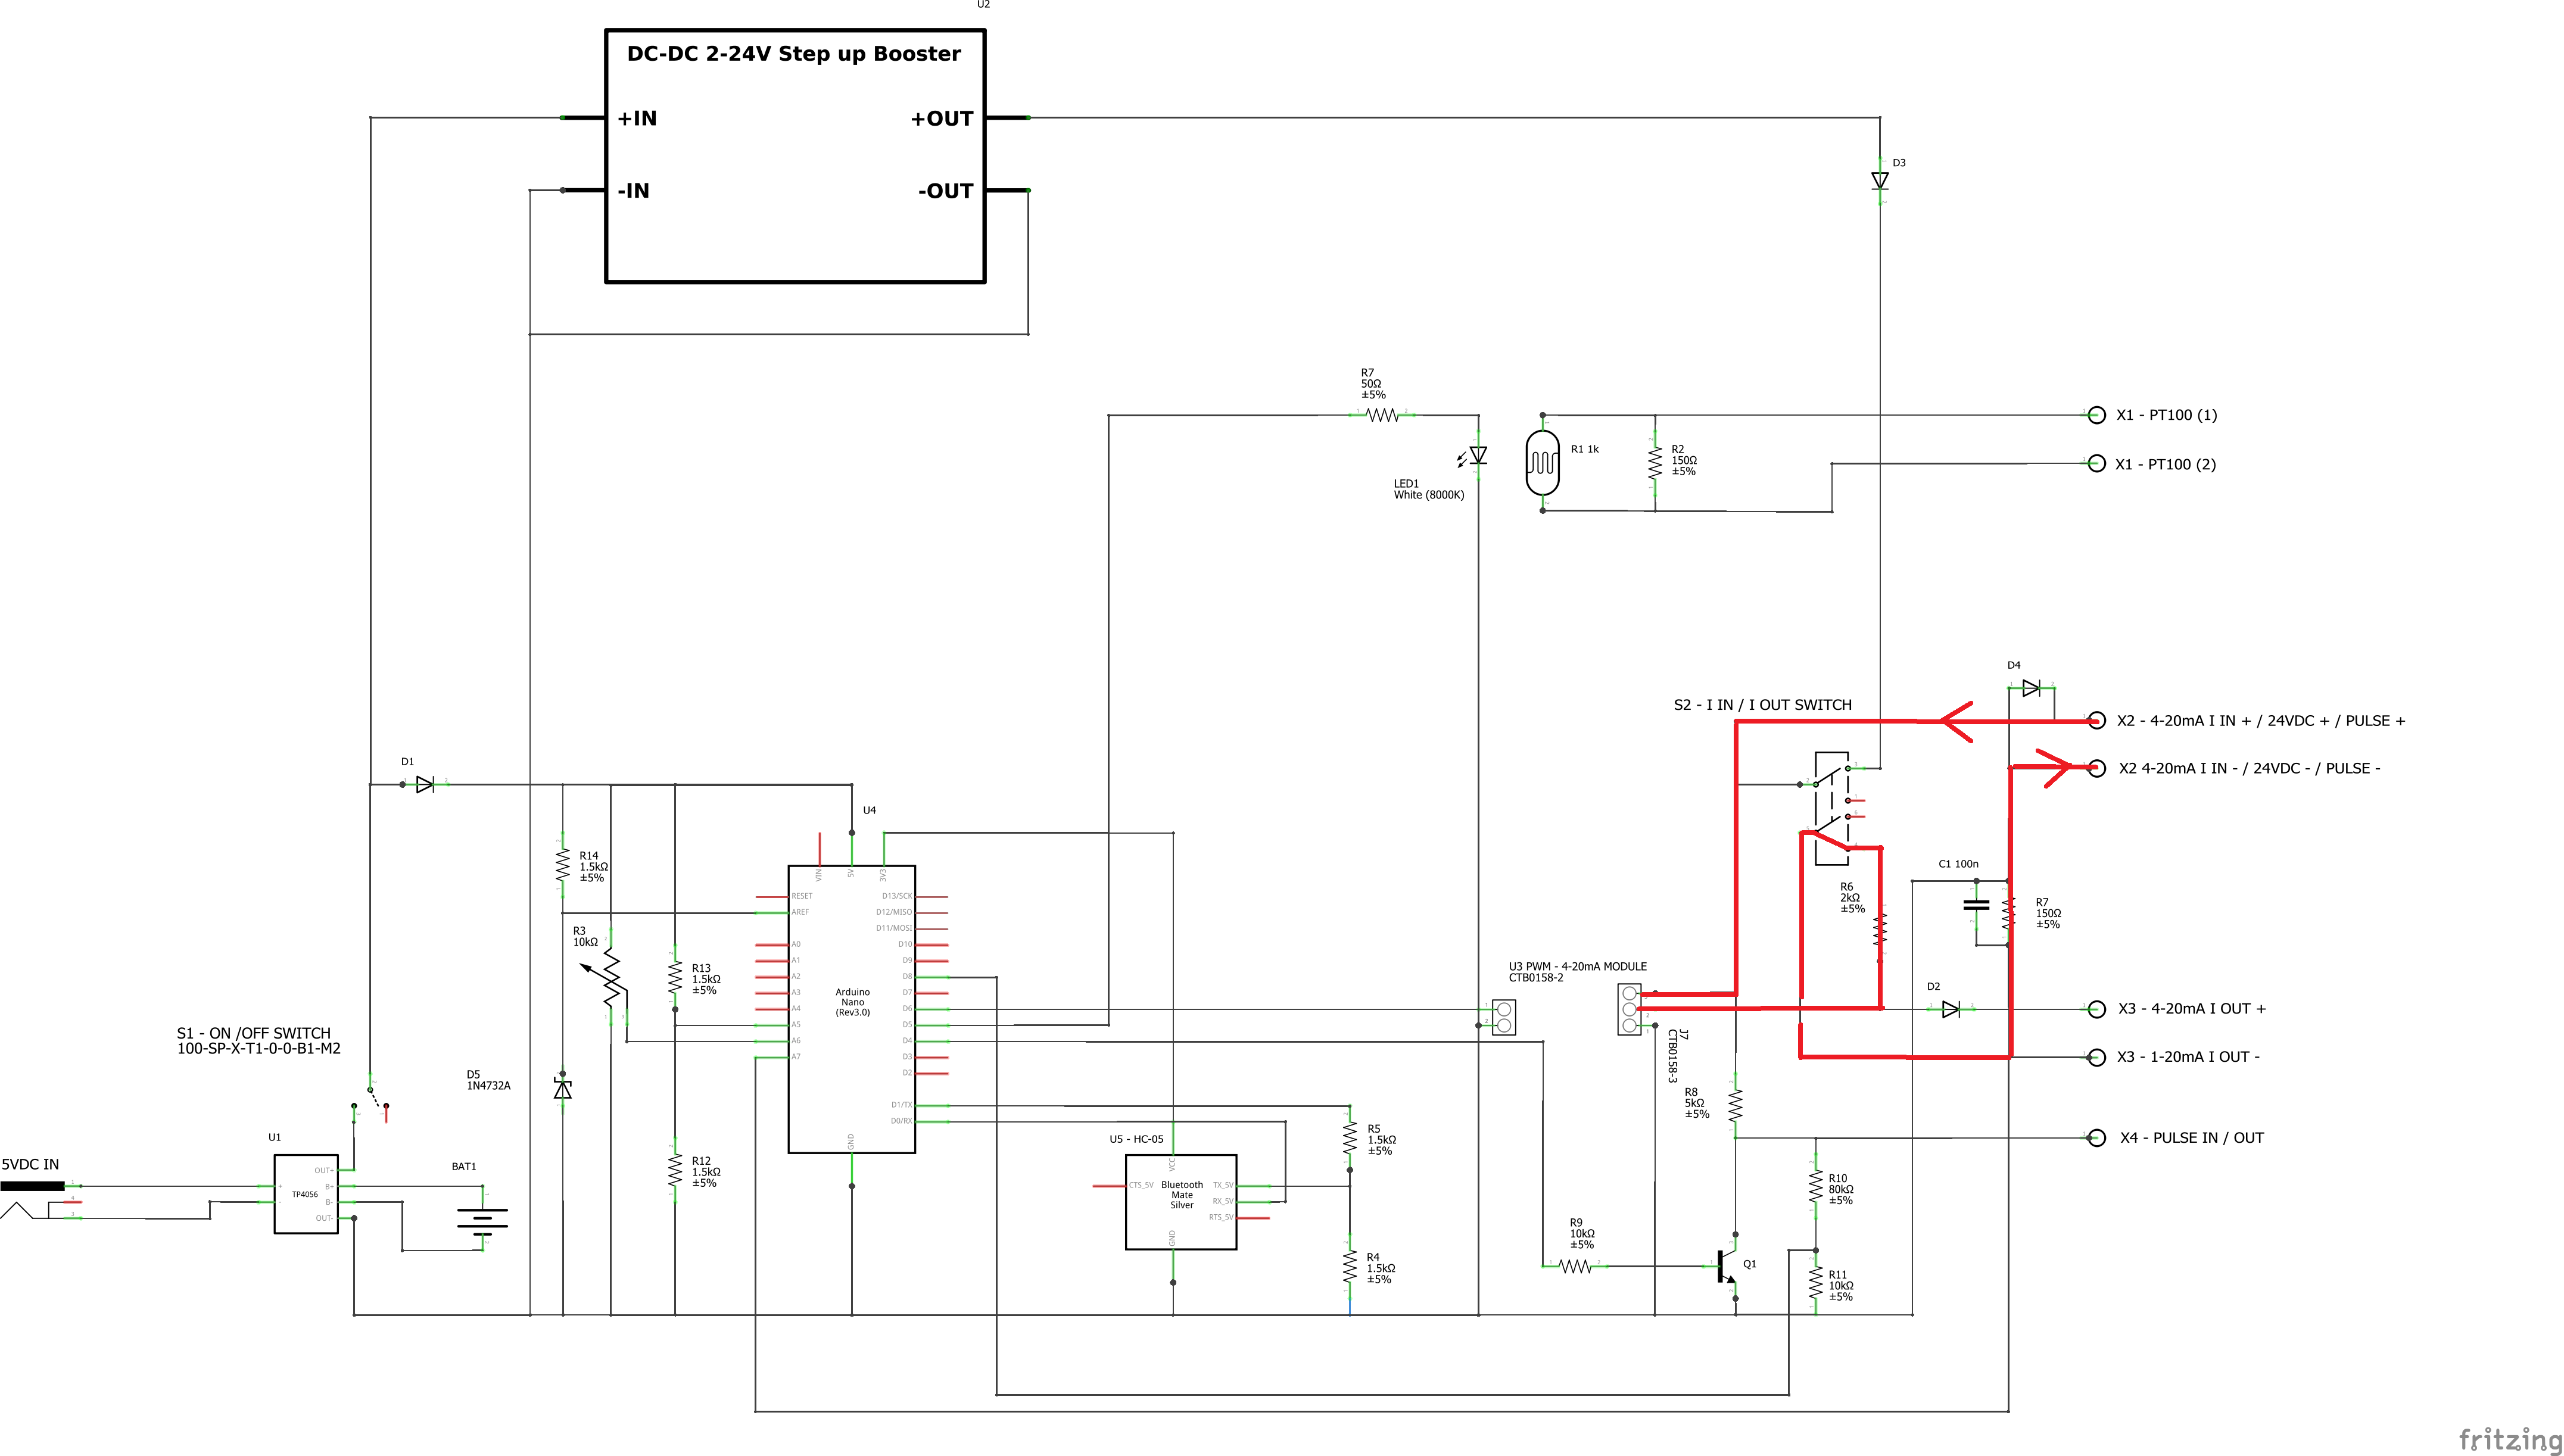 U2
DC-DC 2-24V Step up Booster
+IN
+OUT
-IN
-OUT
D3
R7
50Ω
±5%
LED1
White (8000K)
R1 1k
R2
150Ω
±5%
X1 - PT100 (1)
X1 - PT100 (2)
D4
S2 - I IN / I OUT SWITCH
X2 - 4-20mA I IN + / 24VDC + / PULSE +
X2 4-20mA I IN - / 24VDC - / PULSE -
D1
U4
R14
1.5kΩ
±5%
R3
10kΩ
R13
1.5kΩ
±5%
VIN
5V
3V3
RESET
AREF
A0
A1
A2
A3
A4
A5
A6
A7
D13/SCK
D12/MISO
D11/MOSI
D10
D9
D8
D7
D6
D5
D4
D3
D2
D1/TX
D0/RX
GND
Arduino
Nano
(Rev3.0)
C1 100n
R6
2kΩ
±5%
R7
150Ω
±5%
U3 PWM - 4-20mA MODULE
CTB0158-2
J7
CTB0158-3
D2
X3 - 4-20mA I OUT +
X3 - 1-20mA I OUT -
S1 - ON /OFF SWITCH
100-SP-X-T1-0-0-B1-M2
D5
1N4732A
R8
5kΩ
±5%
X4 - PULSE IN / OUT
U1
5VDC IN
TP4056
+
-
OUT+
B+
B-
OUT-
BAT1
R12
1.5kΩ
±5%
U5 - HC-05
VCC
CTS_5V
Bluetooth
Mate
Silver
TX_5V
RX_5V
RTS_5V
GND
R5
1.5kΩ
±5%
R4
1.5kΩ
±5%
R9
10kΩ
±5%
Q1
R10
80kΩ
±5%
R11
10kΩ
±5%
fritzing